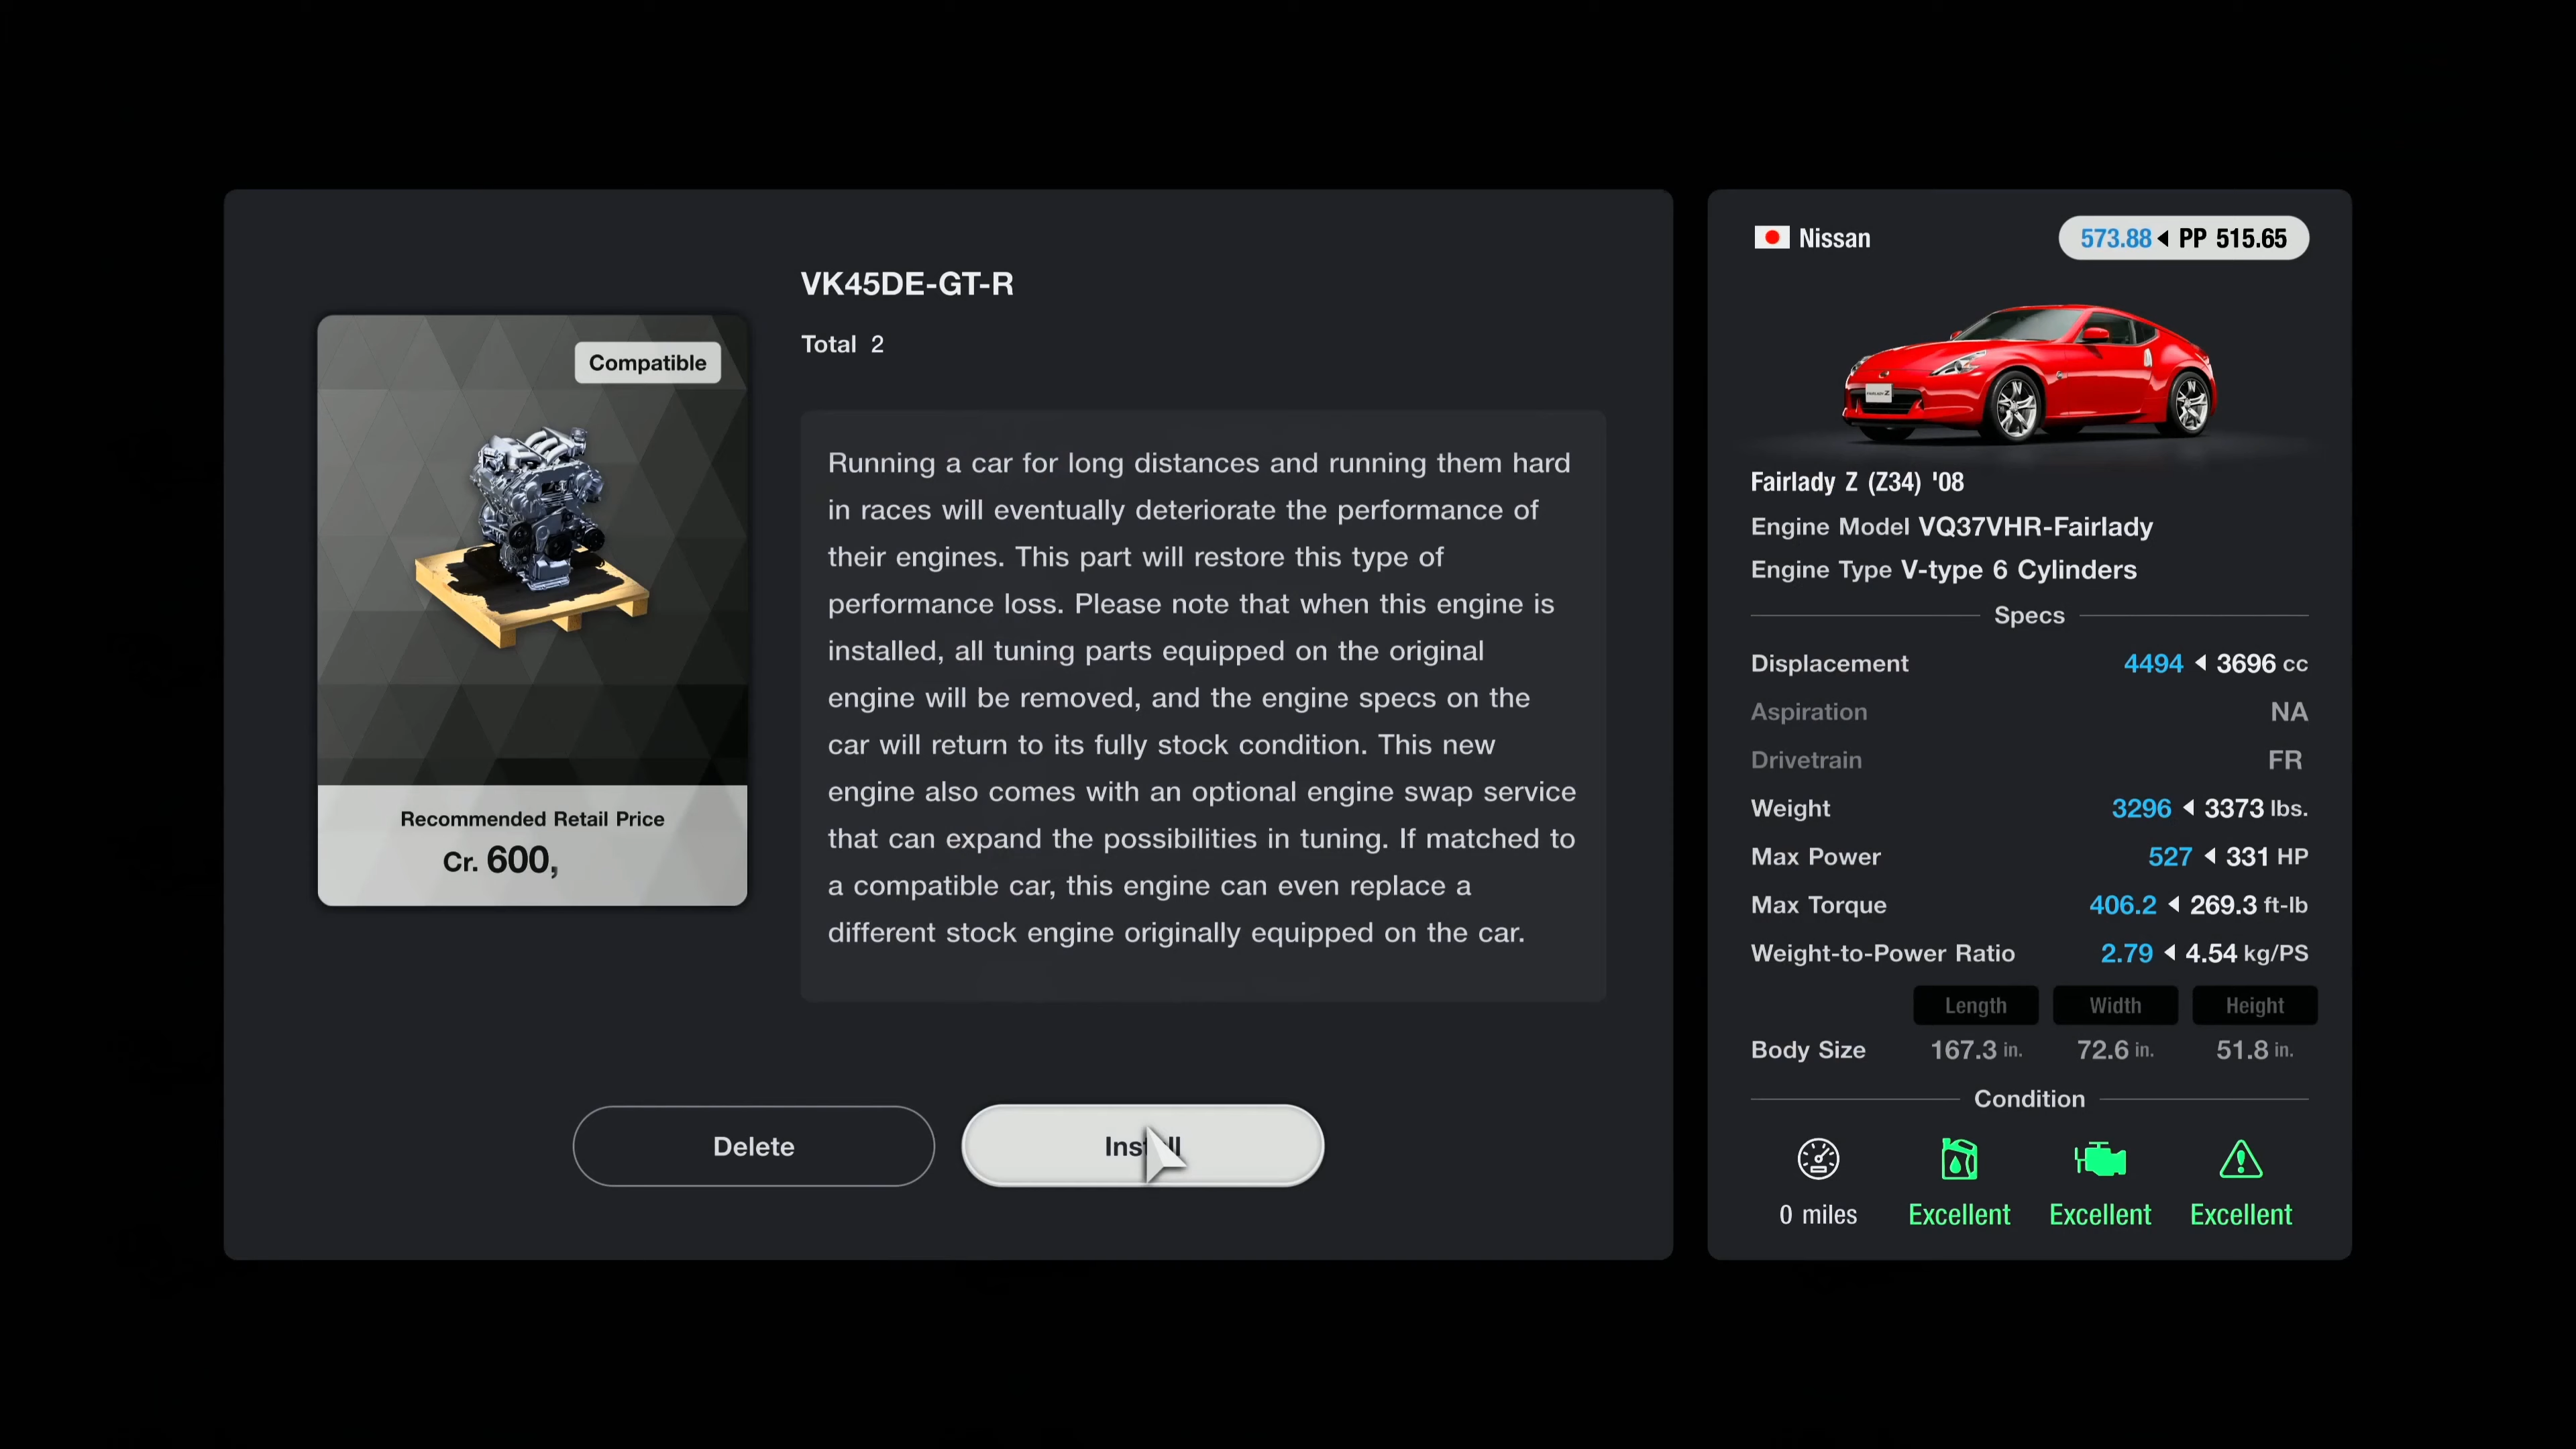 VK45DE-GT-R
Total 2
Compatible
Recommended Retail Price
Cr. 600,
Running a car for long distances and running them hard
in races will eventually deteriorate the performance of
their engines. This part will restore this type of
performance loss. Please note that when this engine is
installed, all tuning parts equipped on the original
engine will be removed, and the engine specs on the
car will return to its fully stock condition. This new
engine also comes with an optional engine swap service
that can expand the possibilities in tuning. If matched to
a compatible car, this engine can even replace a
different stock engine originally equipped on the car.
Delete
Install
Nissan
573.88 ◀ PP 515.65
FAIRLADY Z
Fairlady Z (Z34) '08
Engine Model VQ37VHR-Fairlady
Engine Type V-type 6 Cylinders
Specs
Displacement 4494 ◀ 3696 cc
Aspiration NA
Drivetrain FR
Weight 3296 ◀ 3373 lbs.
Max Power 527 ◀ 331 HP
Max Torque 406.2 ◀ 269.3 ft-lb
Weight-to-Power Ratio 2.79 ◀ 4.54 kg/PS
Length Width Height
Body Size 167.3 in. 72.6 in. 51.8 in.
Condition
0 miles Excellent Excellent Excellent